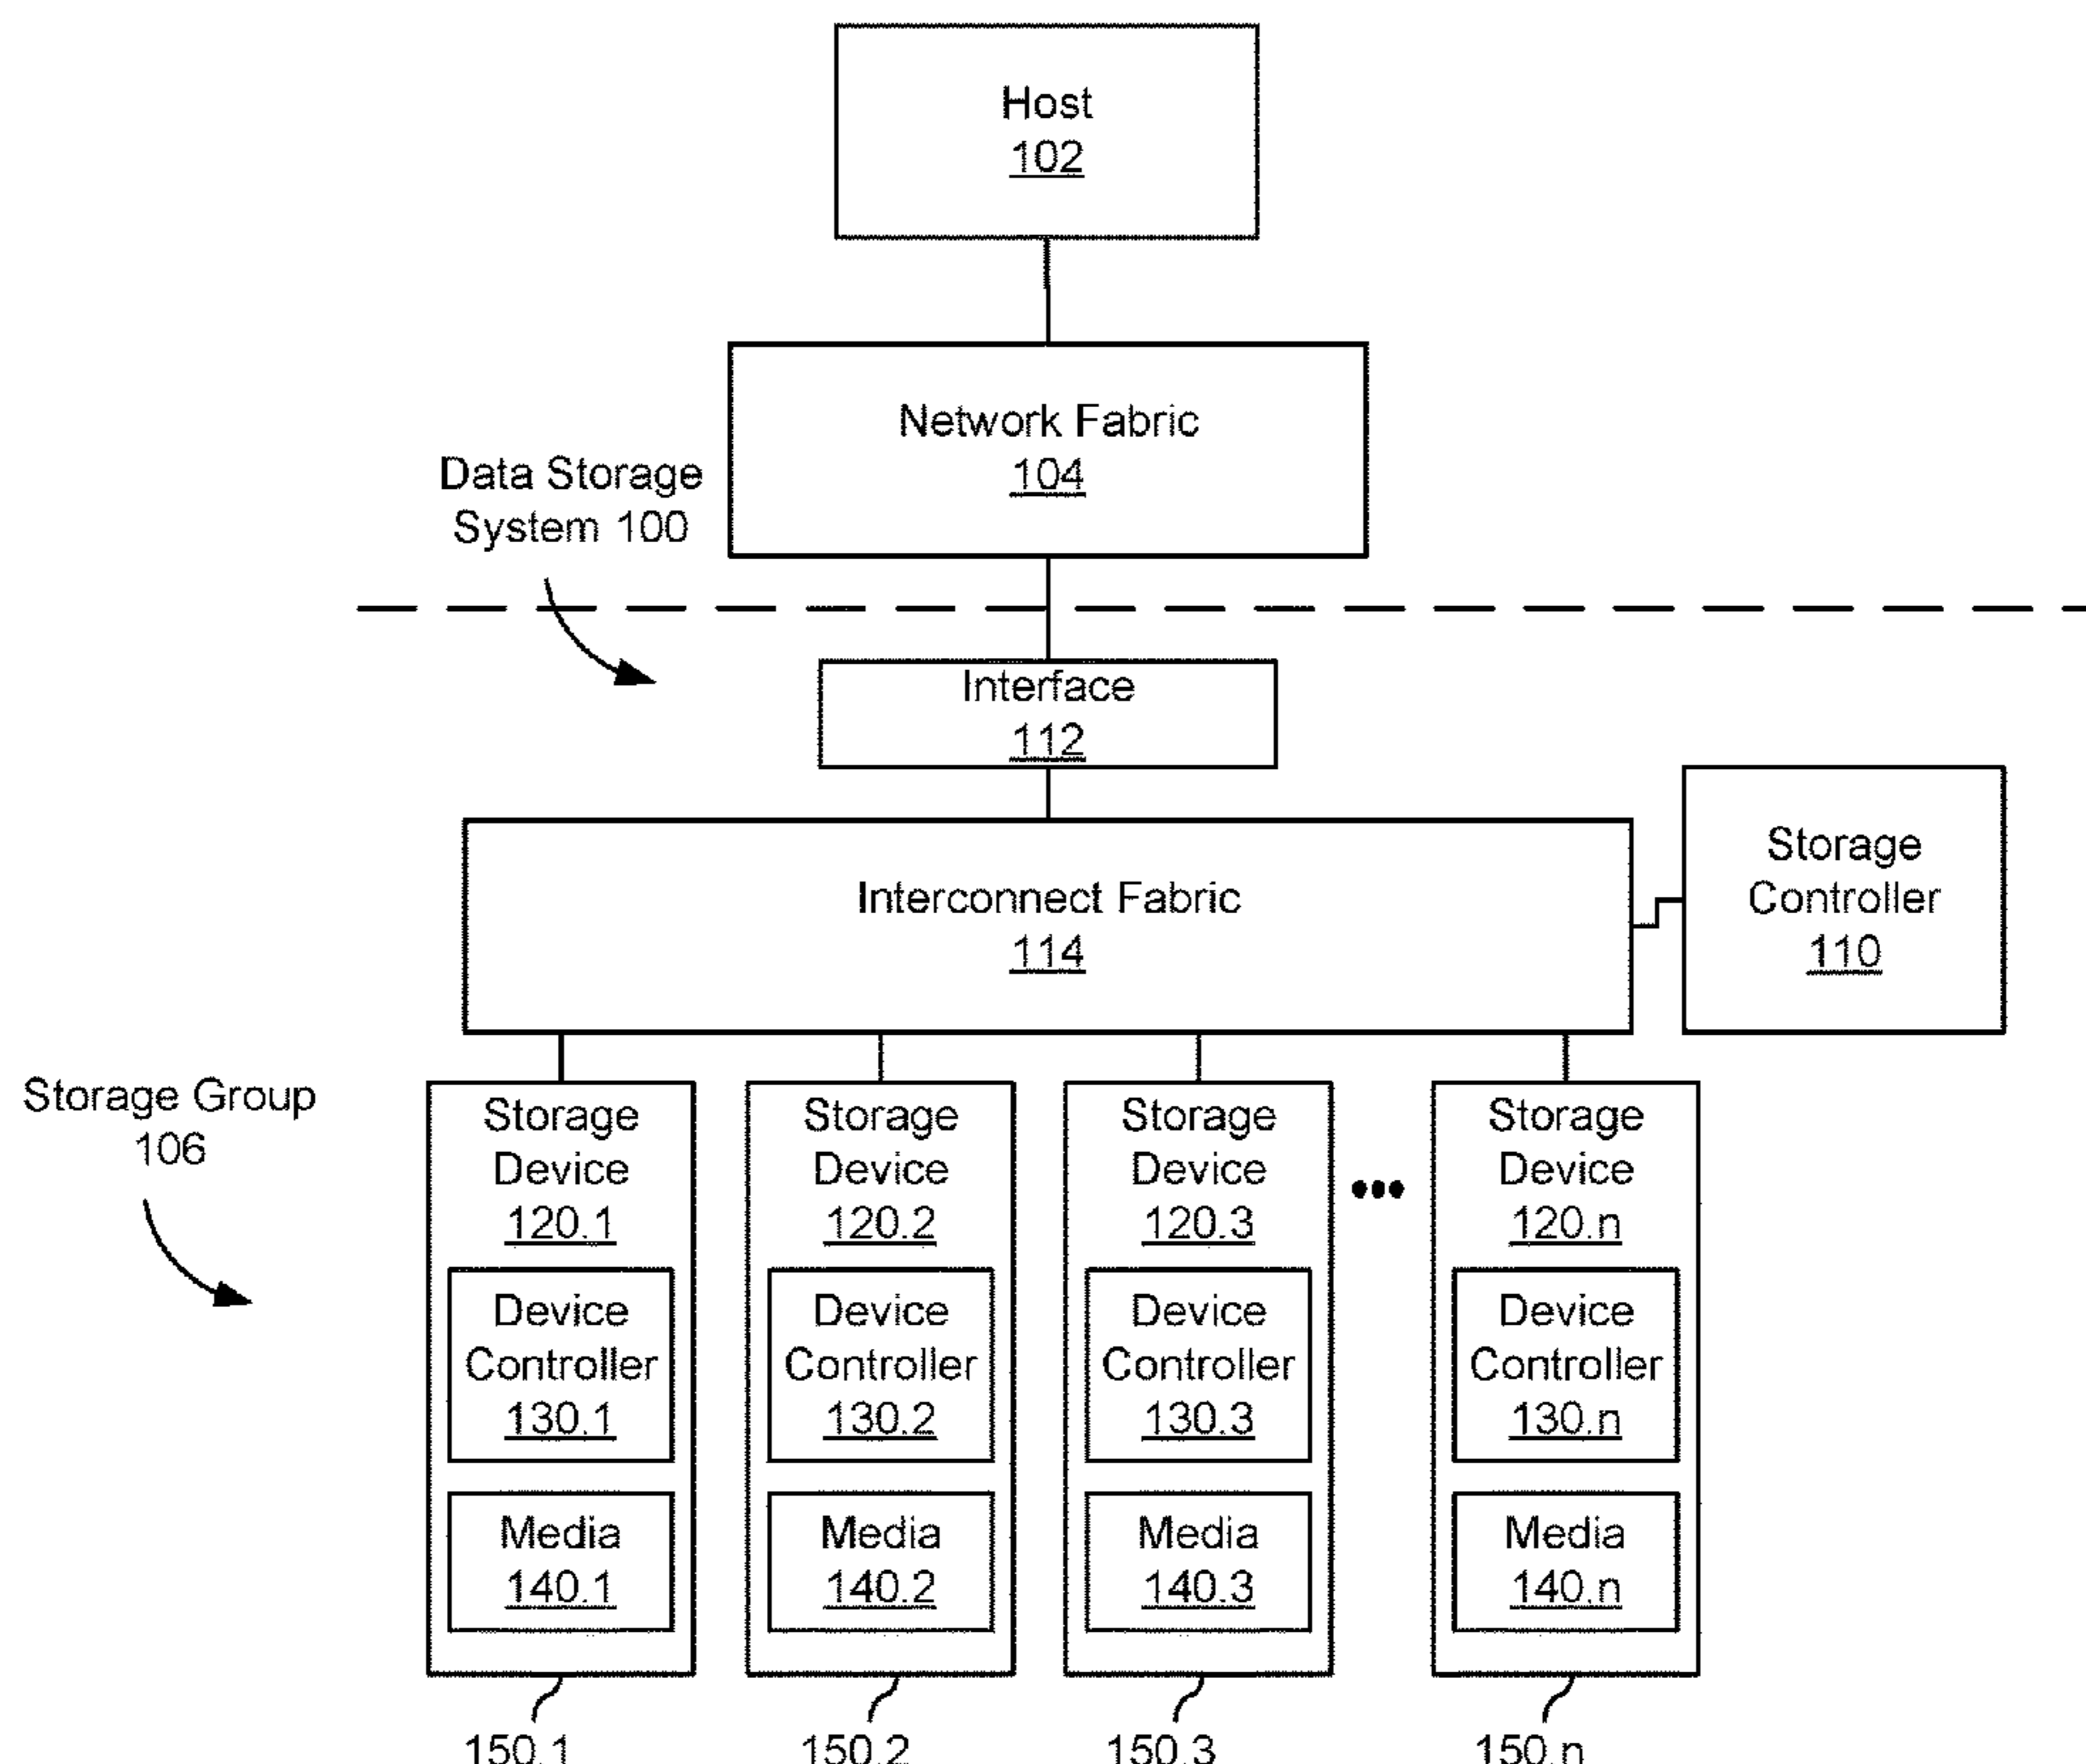 Host
102
Network Fabric
104
Data Storage
System 100
Interface
112
Interconnect Fabric
114
Storage
Controller
110
Storage Group
106
Storage
Device
120.1
Device
Controller
130.1
Media
140.1
150.1
Storage
Device
120.2
Device
Controller
130.2
Media
140.2
150.2
Storage
Device
120.3
Device
Controller
130.3
Media
140.3
150.3
•••
Storage
Device
120.n
Device
Controller
130.n
Media
140.n
150.n